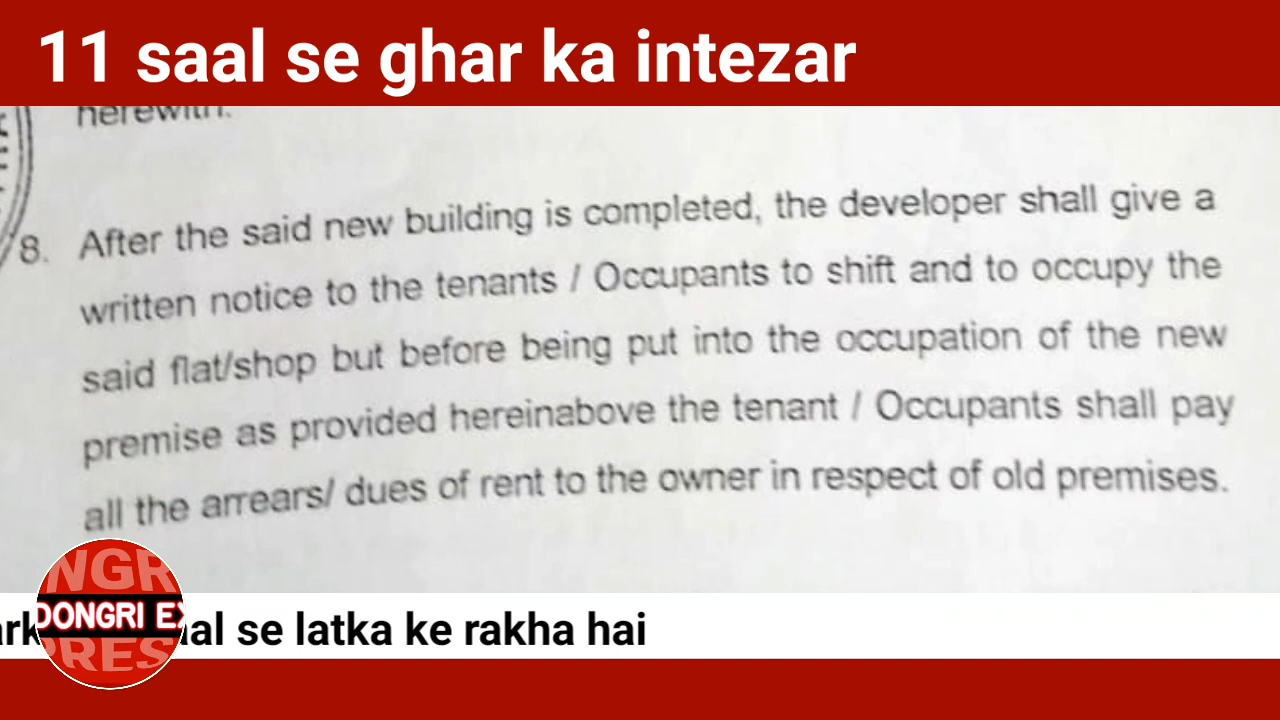 11 saal se ghar ka intezar
herewith.
8. After the said new building is completed, the developer shall give a
written notice to the tenants / Occupants to shift and to occupy the
said flat/shop but before being put into the occupation of the new
premise as provided hereinabove the tenant / Occupants shall pay
all the arrears/ dues of rent to the owner in respect of old premises.
NGR
DONGRI EX
PRES
se latka ke rakha hai